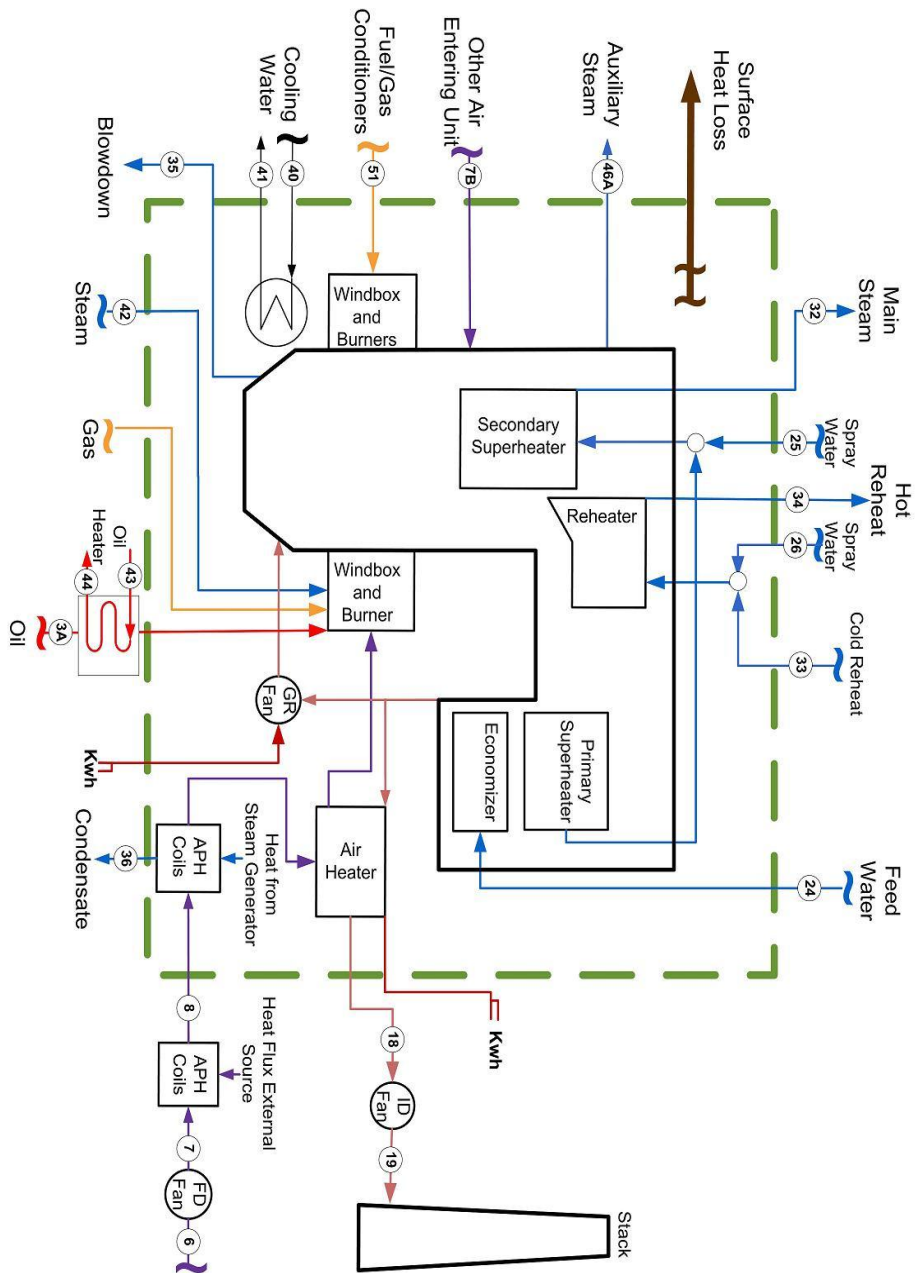 Surface
Heat Loss
Main
Steam
32
Spray
Water
25
Hot
Reheat
34
Spray
Water
26
Cold Reheat
33
Feed
Water
24
Auxiliary
Steam
46A
Other Air
Entering Unit
7B
Fuel/Gas
Conditioners
51
Cooling
Water
40
41
Blowdown
35
Windbox
and
Burners
Secondary
Superheater
Reheater
Windbox
and
Burner
Primary
Superheater
Economizer
Steam
42
Gas
Oil
Heater
43
44
Oil
3A
GR
Fan
Kwh
Air
Heater
Kwh
Heat from
Steam Generator
APH
Coils
Condensate
36
8
Heat Flux External
Source
APH
Coils
7
FD
Fan
6
18
ID
Fan
19
Stack